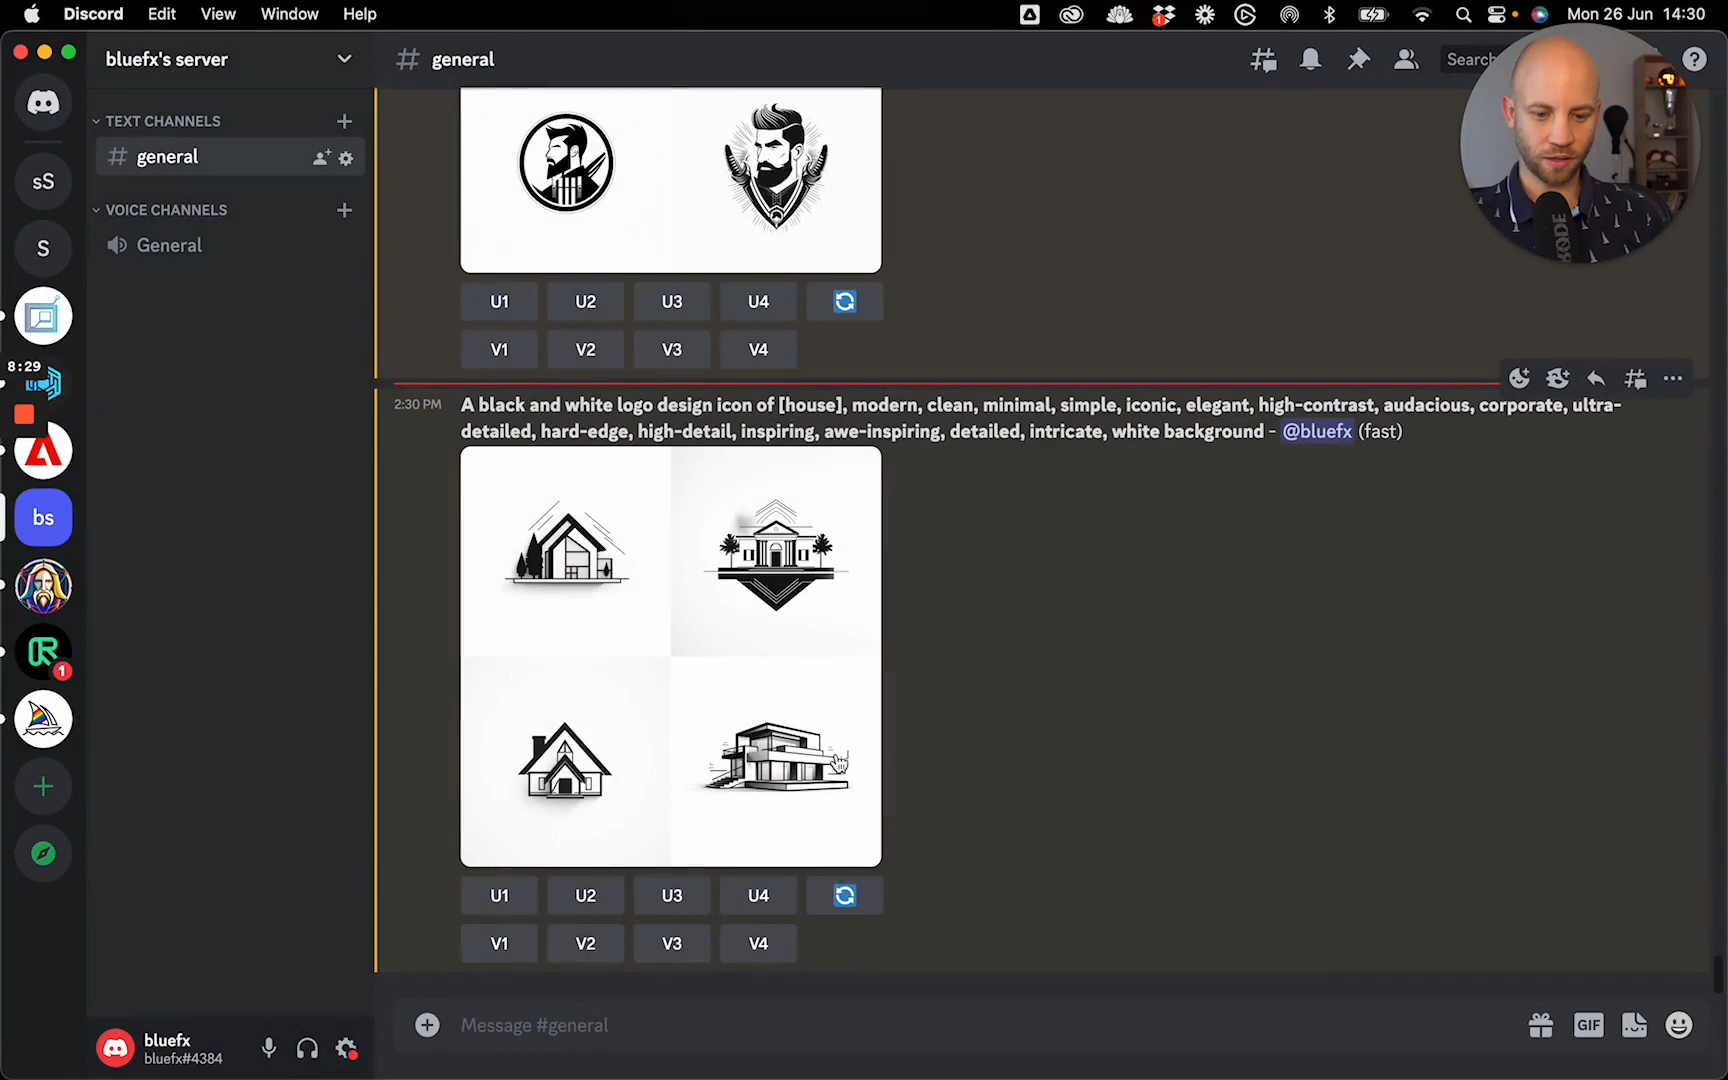 Discord Edit View Window Help
1
Mon 26 Jun 14:30
bluefx's server
# general
Search
?
TEXT CHANNELS
# general
VOICE CHANNELS
General
sS
S
8:29
bs
1
U1 U2 U3 U4
V1 V2 V3 V4
2:30 PM A black and white logo design icon of [house], modern, clean, minimal, simple, iconic, elegant, high-contrast, audacious, corporate, ultra-
detailed, hard-edge, high-detail, inspiring, awe-inspiring, detailed, intricate, white background - @bluefx (fast)
U1 U2 U3 U4
V1 V2 V3 V4
Message #general
GIF
bluefx
bluefx#4384
RODE